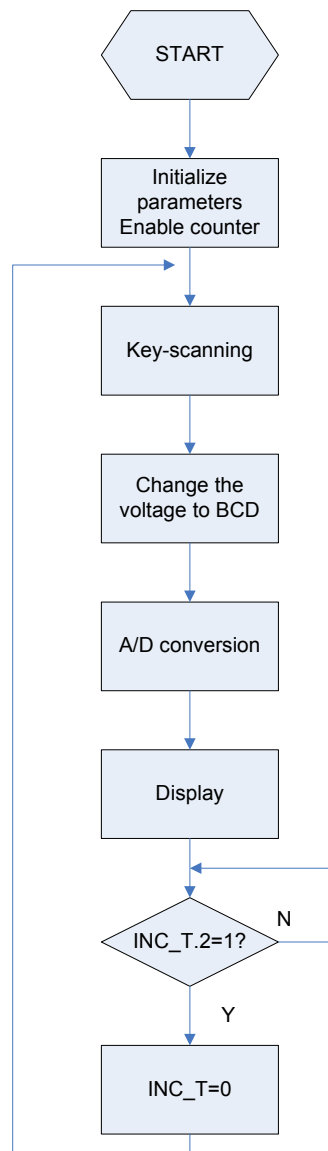 START
Initialize
parameters
Enable counter
Key-scanning
Change the
voltage to BCD
A/D conversion
Display
INC_T.2=1?
N
Y
INC_T=0